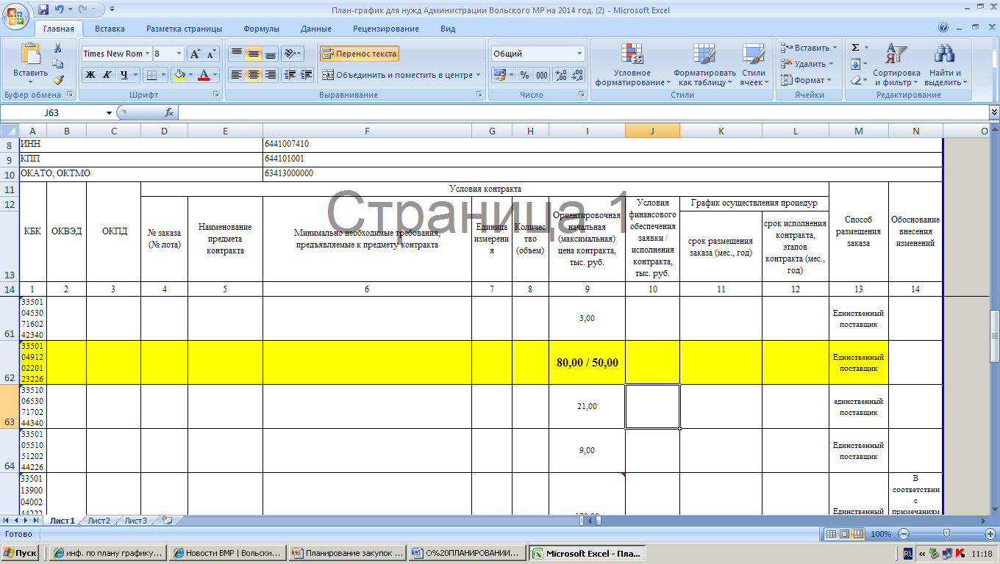 План-график для нужд Администрации Вольского МР на 2014 год. (2) - Microsoft Excel
Главная Вставка Разметка страницы Формулы Данные Рецензирование Вид
Вставить
Буфер обмена
Times New Rom 8
Ж К Ч
Шрифт
Перенос текста
Объединить и поместить в центре
Выравнивание
Общий
% 000
Число
Условное форматирование
Форматировать как таблицу
Стили ячеек
Стили
Вставить
Удалить
Формат
Ячейки
Сортировка и фильтр
Найти и выделить
Редактирование
J63 fx
A B C D E F G H I J K L M N O
8 ИНН 6441007410
9 КПП 644101001
10 ОКАТО, ОКТМО 63413000000
Страница 1
11
12
13
КБК
ОКВЭД
ОКПД
Условия контракта
№ заказа (№ лота)
Наименование предмета контракта
Минимально необходимые требования, предъявляемые к предмету контракта
Единица измерения
Количество (объем)
Ориентировочная начальная (максимальная) цена контракта, тыс. руб.
Условия финансового обеспечения заявки / исполнения контракта, тыс. руб.
График осуществления процедур
срок размещения заказа (мес., год)
срок исполнения контракта, этапов контракта (мес., год)
Способ размещения заказа
Обоснование внесения изменений
14 1 2 3 4 5 6 7 8 9 10 11 12 13 14
61
33501
04530
71602
42340
3,00
Единственный поставщик
62
33501
04912
02201
23226
80,00 / 50,00
Единственный поставщик
63
33510
06530
71702
44340
21,00
единственный поставщик
64
33501
05510
51202
44226
9,00
Единственный поставщик
33501
13900
04002
Единственный
В соответствии с примечаниям
Лист1 Лист2 Лист3
Готово 100%
Пуск инф. по плану графику... Новости ВМР | Вольски... Планирование закупок ... О%20ПЛАНИРОВАНИИ... Microsoft Excel - Пла... RU « 11:18